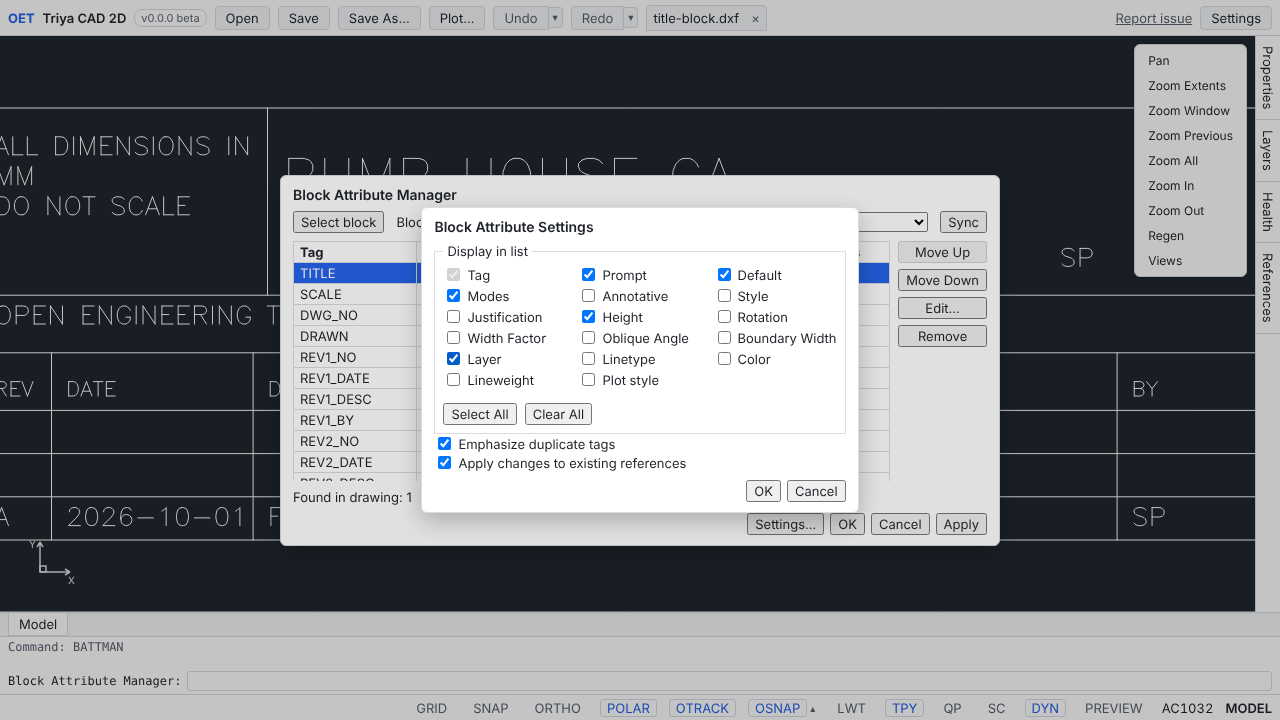 OET Triya CAD 2D v0.0.0 beta Open Save Save As... Plot... Undo ▾ Redo ▾ title-block.dxf × Report issue Settings
Pan
Zoom Extents
Zoom Window
Zoom Previous
Zoom All
Zoom In
Zoom Out
Regen
Views
Properties
Layers
Health
References
ALL DIMENSIONS IN
MM
DO NOT SCALE
PUMP HOUSE GA
SP
OPEN ENGINEERING
REV DATE BY
A 2026-10-01 SP
Y
X
Block Attribute Manager
Select block Sync
Tag
TITLE
SCALE
DWG_NO
DRAWN
REV1_NO
REV1_DATE
REV1_DESC
REV1_BY
REV2_NO
REV2_DATE
REV2_DESC
Move Up
Move Down
Edit...
Remove
Found in drawing: 1
Settings... OK Cancel Apply
Block Attribute Settings
Display in list
Tag Prompt Default
Modes Annotative Style
Justification Height Rotation
Width Factor Oblique Angle Boundary Width
Layer Linetype Color
Lineweight Plot style
Select All Clear All
Emphasize duplicate tags
Apply changes to existing references
OK Cancel
Model
Command: BATTMAN
Block Attribute Manager:
GRID SNAP ORTHO POLAR OTRACK OSNAP ▴ LWT TPY QP SC DYN PREVIEW AC1032 MODEL